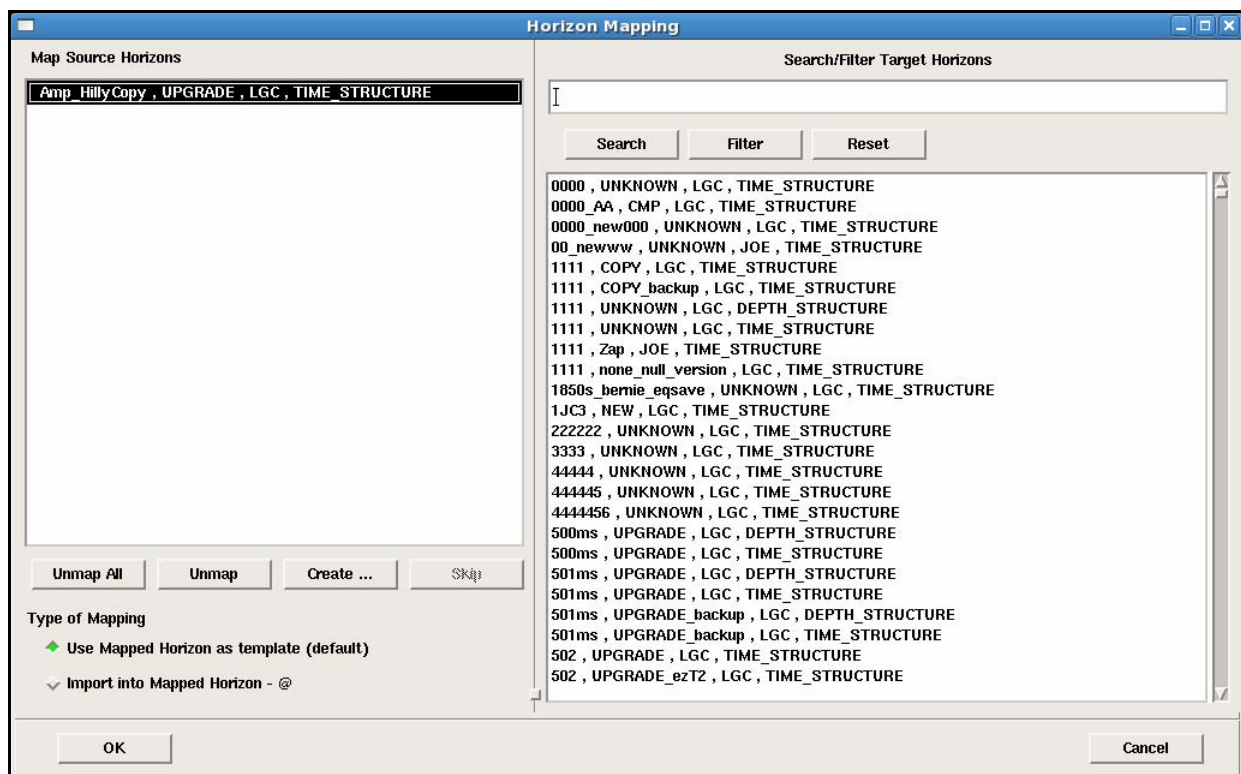 Horizon Mapping
Map Source Horizons
Amp_HillyCopy , UPGRADE , LGC , TIME_STRUCTURE
Unmap All
Unmap
Create ...
Skip
Type of Mapping
Use Mapped Horizon as template (default)
Import into Mapped Horizon - @
Search/Filter Target Horizons
Search
Filter
Reset
0000 , UNKNOWN , LGC , TIME_STRUCTURE
0000_AA , CMP , LGC , TIME_STRUCTURE
0000_new000 , UNKNOWN , LGC , TIME_STRUCTURE
00_newww , UNKNOWN , JOE , TIME_STRUCTURE
1111 , COPY , LGC , TIME_STRUCTURE
1111 , COPY_backup , LGC , TIME_STRUCTURE
1111 , UNKNOWN , LGC , DEPTH_STRUCTURE
1111 , UNKNOWN , LGC , TIME_STRUCTURE
1111 , Zap , JOE , TIME_STRUCTURE
1111 , none_null_version , LGC , TIME_STRUCTURE
1850s_bernie_eqsave , UNKNOWN , LGC , TIME_STRUCTURE
1JC3 , NEW , LGC , TIME_STRUCTURE
222222 , UNKNOWN , LGC , TIME_STRUCTURE
3333 , UNKNOWN , LGC , TIME_STRUCTURE
44444 , UNKNOWN , LGC , TIME_STRUCTURE
444445 , UNKNOWN , LGC , TIME_STRUCTURE
4444456 , UNKNOWN , LGC , TIME_STRUCTURE
500ms , UPGRADE , LGC , DEPTH_STRUCTURE
500ms , UPGRADE , LGC , TIME_STRUCTURE
501ms , UPGRADE , LGC , DEPTH_STRUCTURE
501ms , UPGRADE , LGC , TIME_STRUCTURE
501ms , UPGRADE_backup , LGC , DEPTH_STRUCTURE
501ms , UPGRADE_backup , LGC , TIME_STRUCTURE
502 , UPGRADE , LGC , TIME_STRUCTURE
502 , UPGRADE_ezT2 , LGC , TIME_STRUCTURE
OK
Cancel